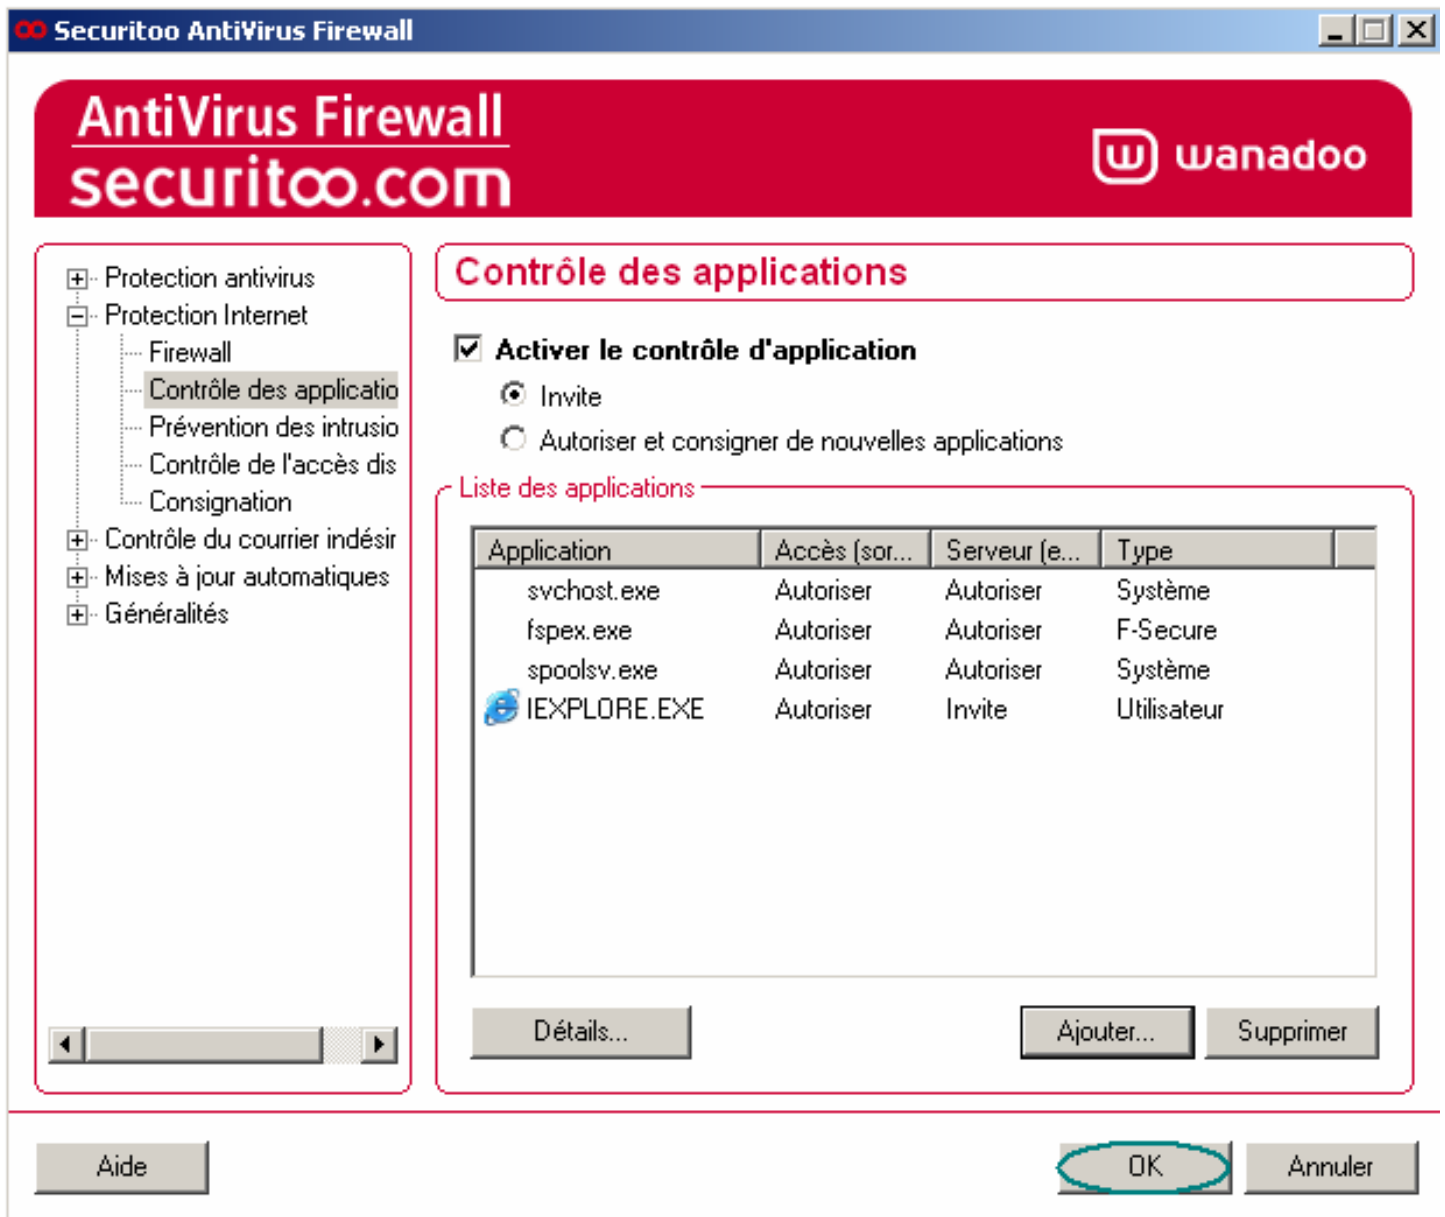 Securitoo AntiVirus Firewall
AntiVirus Firewall
securitoo.com
w wanadoo
Protection antivirus
Protection Internet
Firewall
Contrôle des applicatio
Prévention des intrusio
Contrôle de l'accès dis
Consignation
Contrôle du courrier indésir
Mises à jour automatiques
Généralités
Contrôle des applications
Activer le contrôle d'application
Invite
Autoriser et consigner de nouvelles applications
Liste des applications
Application Accès (sor... Serveur (e... Type
svchost.exe Autoriser Autoriser Système
fspex.exe Autoriser Autoriser F-Secure
spoolsv.exe Autoriser Autoriser Système
IEXPLORE.EXE Autoriser Invite Utilisateur
Détails... Ajouter... Supprimer
Aide OK Annuler